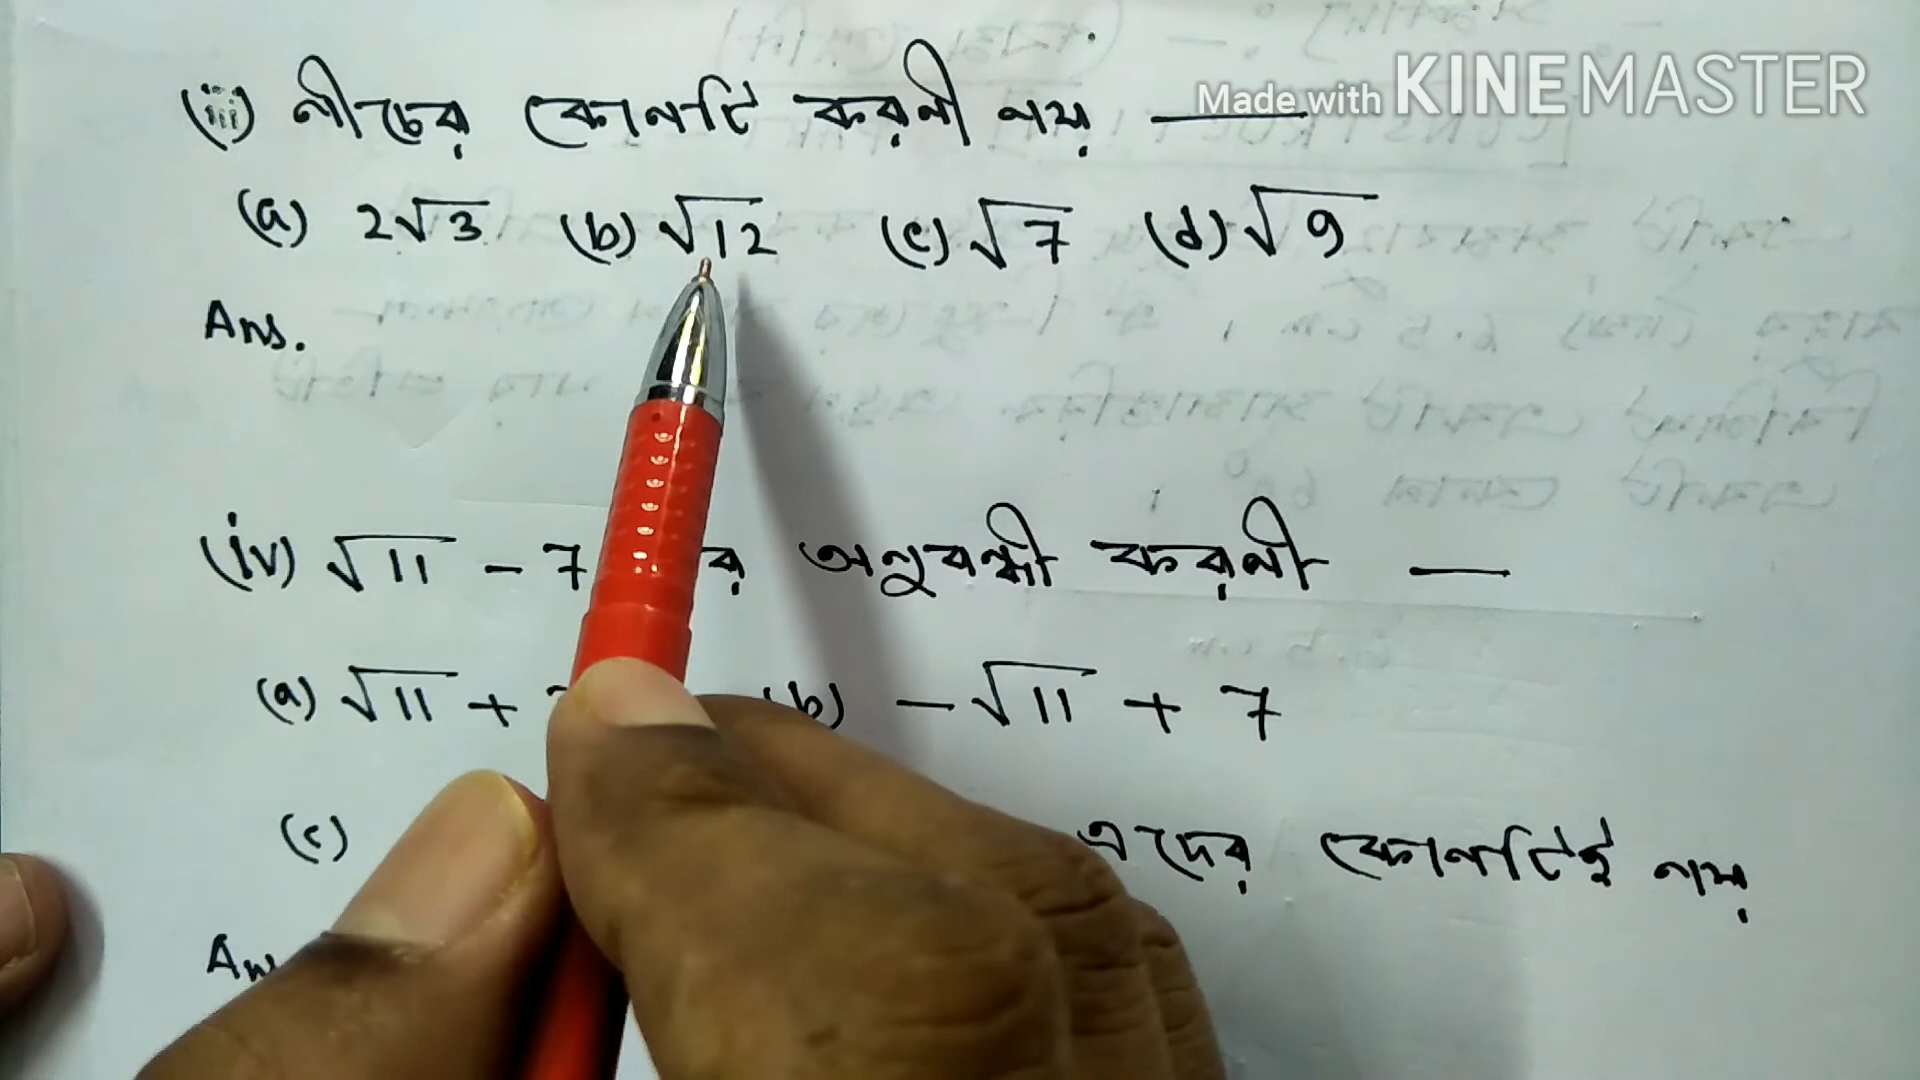 Made with KINEMASTER
(iii) নীচের কোনটি করণী নয় —
(a) 2√3 (b) √12 (c) √7 (d) √9
Ans.
(iv) √11 - 7 র অনুবন্ধী করণী —
(a) √11 + (b) -√11 + 7
(c) এদের কোনটিই নয়